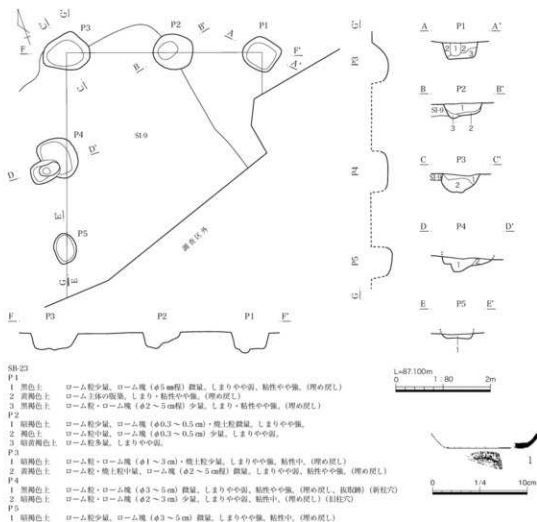 P3
P2
P1
P4
P5
SI-9
調査区外
A P1 A'
B P2 B'
SI-9
C P3 C'
SI-9
D P4 D'
E P5 E'
F P3 P2 P1 F'
L=87.100m
0 1:80 2m
1
0 1/4 10cm
SB-23
P1
1 黒色土 ローム粒少量、ローム塊(φ5㎜程)微量、しまりやや弱、粘性やや強。(埋め戻し)
2 黄褐色土 ローム主体の版築。しまり・粘性やや強。(埋め戻し)
3 黒褐色土 ローム粒・ローム塊(φ2～5㎝程)少量、しまり・粘性やや強。(埋め戻し)
P2
1 暗褐色土 ローム粒少量、ローム塊(φ0.3～0.5㎝)・焼土粒微量、しまりやや強。
2 褐色土 ローム粒中量、ローム塊(φ0.3～0.5㎝)少量、しまりやや弱。
3 暗黄褐色土 ローム粒多量、しまりやや弱。
P3
1 暗褐色土 ローム粒・ローム塊(φ1～3㎝)・焼土粒少量、しまりやや強、粘性中。(埋め戻し)
2 黄褐色土 ローム粒・焼土粒中量、ローム塊(φ2～5㎝程)微量、しまりやや弱、粘性やや強。(埋め戻し)
P4
1 黒褐色土 ローム粒・ローム塊(φ3～5㎝)微量、しまりやや弱、粘性やや強。(埋め戻し、抜取跡)(新柱穴)
2 暗褐色土 ローム粒・ローム塊(φ2～3㎝)少量、しまりやや弱、粘性中。(埋め戻し)(旧柱穴)
P5
1 暗褐色土 ローム粒少量、ローム塊(φ3～5㎝)微量、しまりやや強、粘性中。(埋め戻し)